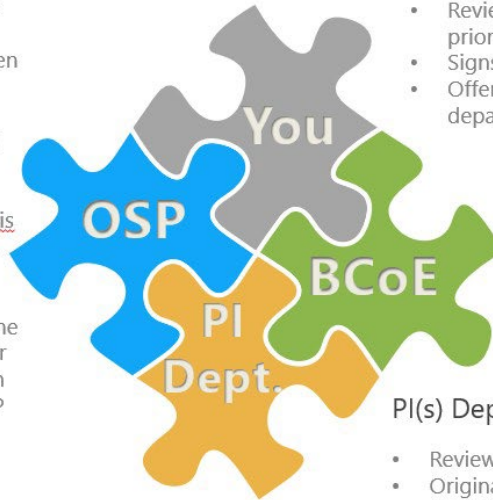 • Revie
prior
• Signs
• Offer
depa
en
You
is
OSP
BCoE
he
r
PI
Dept.
PI(s) Dep
• Review
• Origina